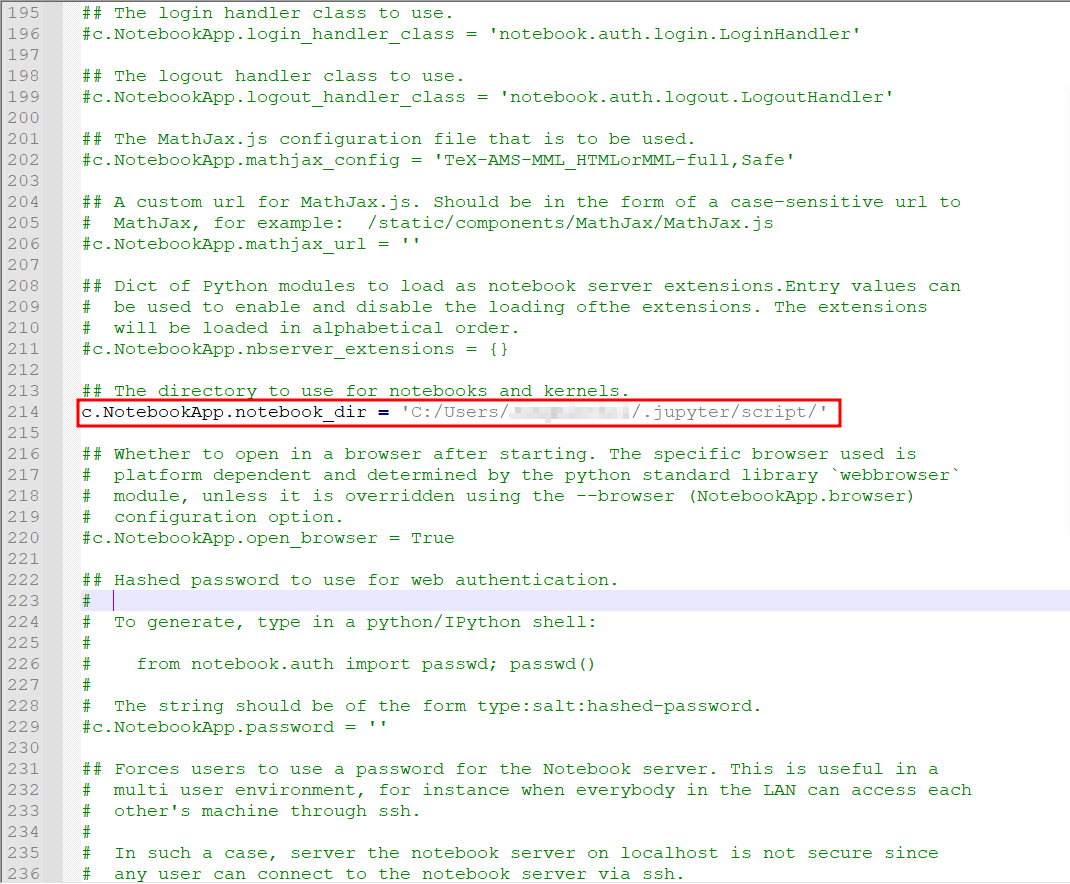 195 ## The login handler class to use.
196 #c.NotebookApp.login_handler_class = 'notebook.auth.login.LoginHandler'
197
198 ## The logout handler class to use.
199 #c.NotebookApp.logout_handler_class = 'notebook.auth.logout.LogoutHandler'
200
201 ## The MathJax.js configuration file that is to be used.
202 #c.NotebookApp.mathjax_config = 'TeX-AMS-MML_HTMLorMML-full,Safe'
203
204 ## A custom url for MathJax.js. Should be in the form of a case-sensitive url to
205 #  MathJax, for example:  /static/components/MathJax/MathJax.js
206 #c.NotebookApp.mathjax_url = ''
207
208 ## Dict of Python modules to load as notebook server extensions.Entry values can
209 #  be used to enable and disable the loading ofthe extensions. The extensions
210 #  will be loaded in alphabetical order.
211 #c.NotebookApp.nbserver_extensions = {}
212
213 ## The directory to use for notebooks and kernels.
214 c.NotebookApp.notebook_dir = 'C:/Users/ /.jupyter/script/'
215
216 ## Whether to open in a browser after starting. The specific browser used is
217 #  platform dependent and determined by the python standard library `webbrowser`
218 #  module, unless it is overridden using the --browser (NotebookApp.browser)
219 #  configuration option.
220 #c.NotebookApp.open_browser = True
221
222 ## Hashed password to use for web authentication.
223 #
224 #  To generate, type in a python/IPython shell:
225 #
226 #    from notebook.auth import passwd; passwd()
227 #
228 #  The string should be of the form type:salt:hashed-password.
229 #c.NotebookApp.password = ''
230
231 ## Forces users to use a password for the Notebook server. This is useful in a
232 #  multi user environment, for instance when everybody in the LAN can access each
233 #  other's machine through ssh.
234 #
235 #  In such a case, server the notebook server on localhost is not secure since
236 #  any user can connect to the notebook server via ssh.